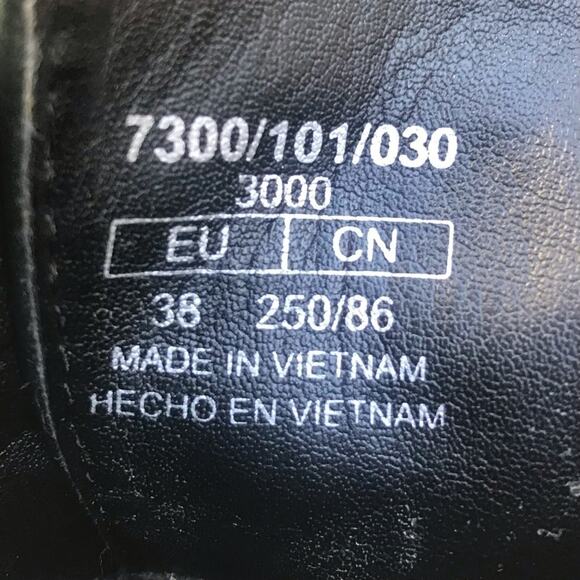 7300/101/030
3000
EU CN
38 250/86
MADE IN VIETNAM
HECHO EN VIETNAM